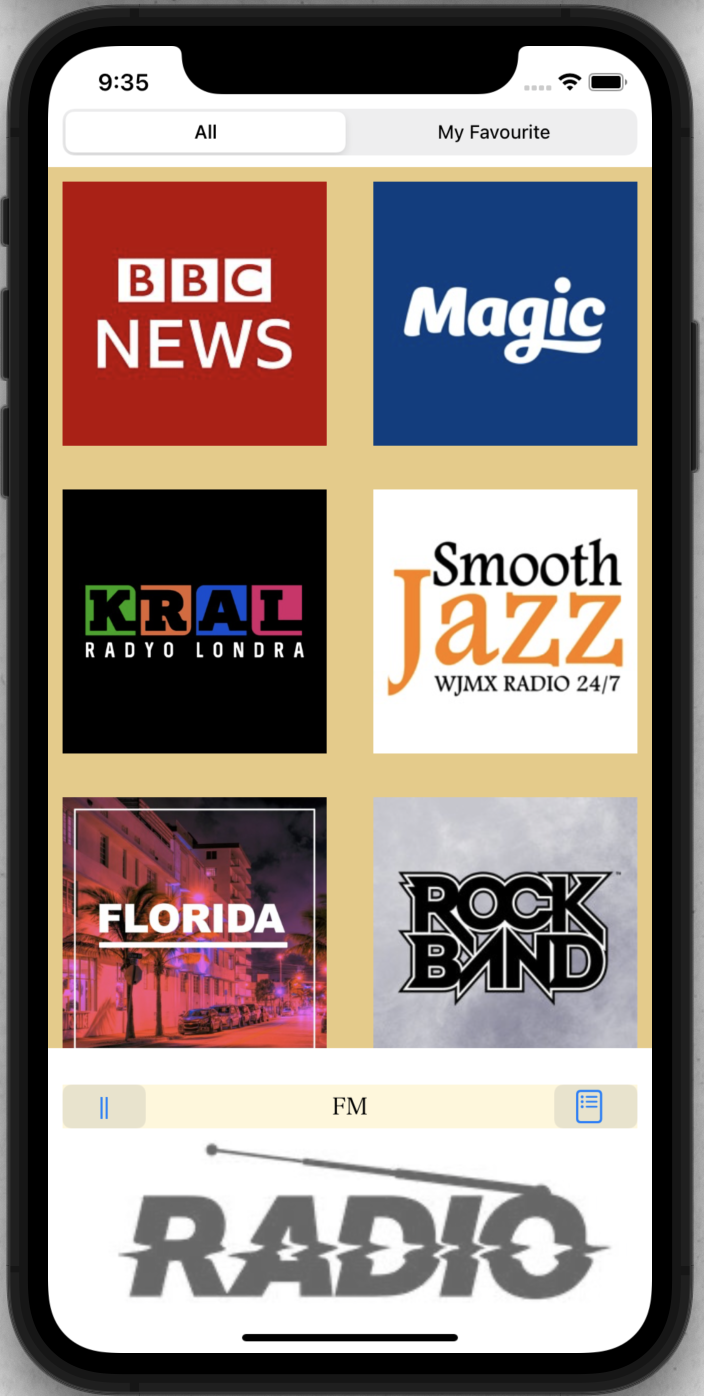 9:35
All
My Favourite
BBC
NEWS
Magic
KRAL
RADYO LONDRA
Smooth
Jazz
WJMX RADIO 24/7
FLORIDA
ROCK
BAND
™
FM
RADIO